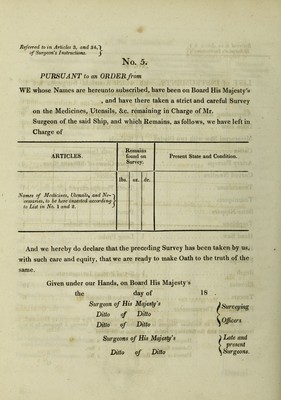 Referred to in Articles 2, and 24,
of Surgeon's Instructions.
No. 5.
PURSUANT to an ORDER from
WE whose Names are hereunto subscribed, have been on Board His Majesty's
, and have there taken a strict and careful Survey
on the Medicines, Utensils, &c. remaining in Charge of Mr.
Surgeon of the said Ship, and which Remains, as follows, we have left in
Charge of
ARTICLES. Remains found on Survey. Present State and Condition.
lbs. oz. dr.
Names of Medicines, Utensils, and Ne-
cessaries, to be here inserted according
to List in No. 1 and 2.
And we hereby do declare that the preceding Survey has been taken by us,
with such care and equity, that we are ready to make Oath to the truth of the
same.
Given under our Hands, on Board His Majesty's
the day of 18 .
Surgeon of His Majesty's
Ditto of Ditto
Ditto of Ditto
Surveying
Officers
Surgeons of His Majesty's
Ditto of Ditto
Late and
present
Surgeons.